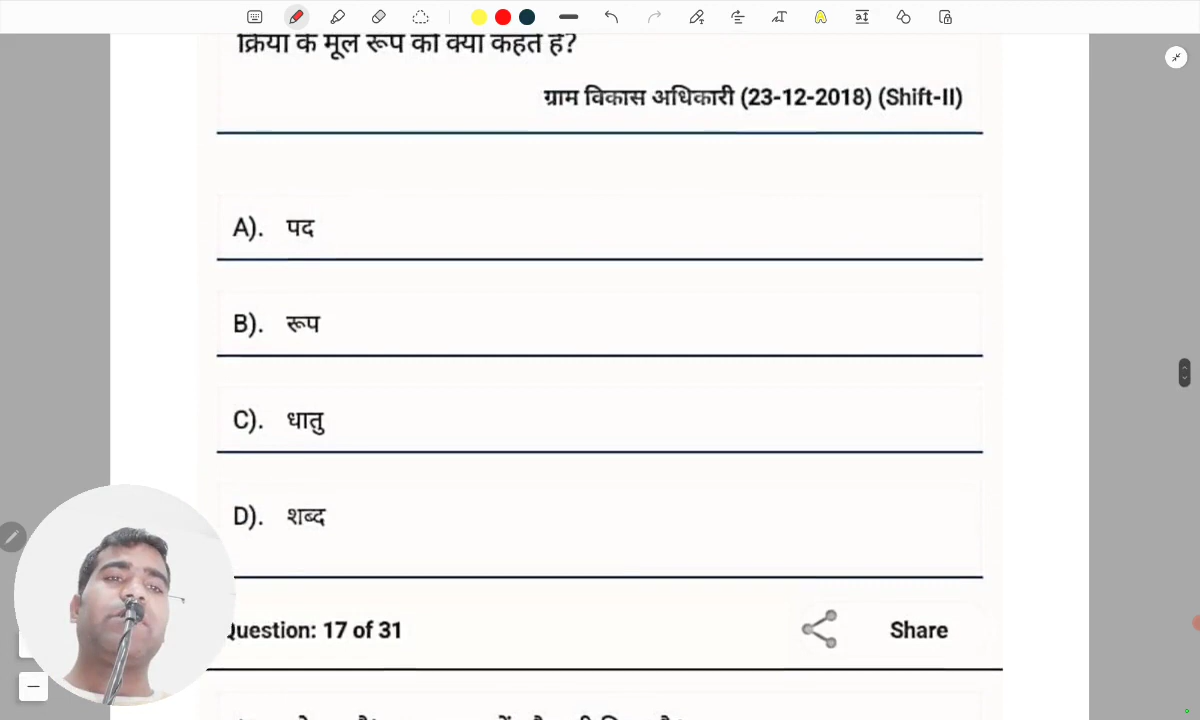 क्रिया के मूल रूप को क्या कहते हैं?
ग्राम विकास अधिकारी (23-12-2018) (Shift-II)
A). पद
B). रूप
C). धातु
D). शब्द
Question: 17 of 31
Share